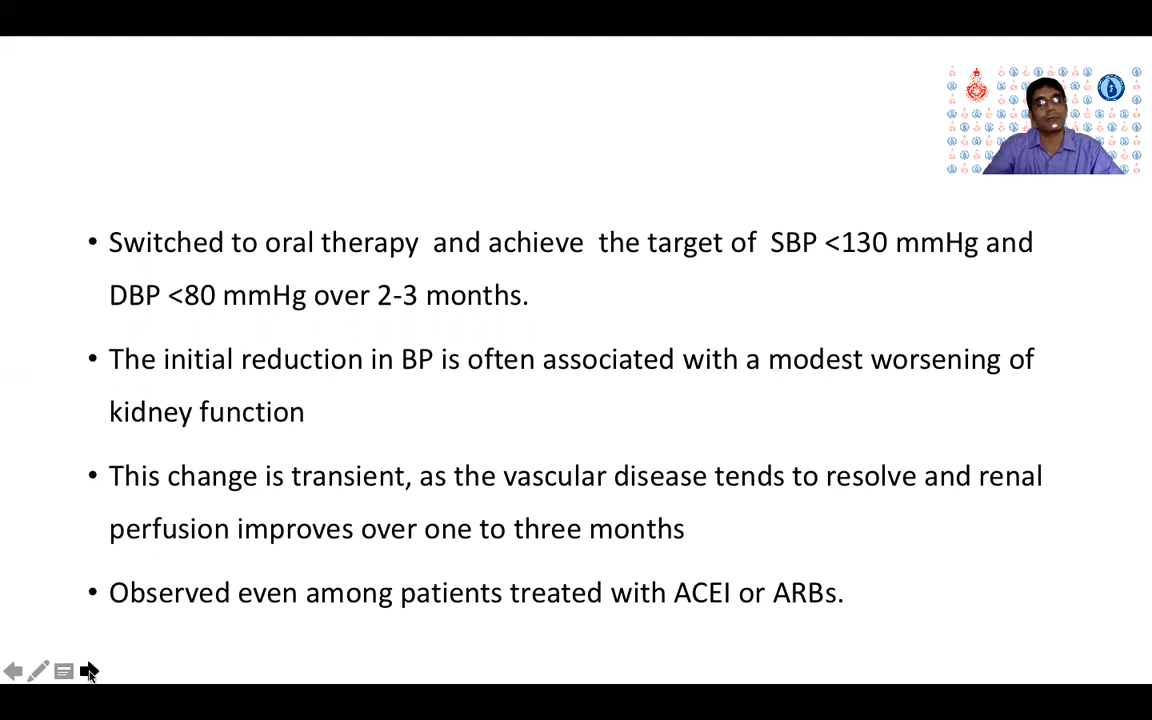 • Switched to oral therapy  and achieve  the target of  SBP <130 mmHg and
DBP <80 mmHg over 2-3 months.
• The initial reduction in BP is often associated with a modest worsening of
kidney function
• This change is transient, as the vascular disease tends to resolve and renal
perfusion improves over one to three months
• Observed even among patients treated with ACEI or ARBs.